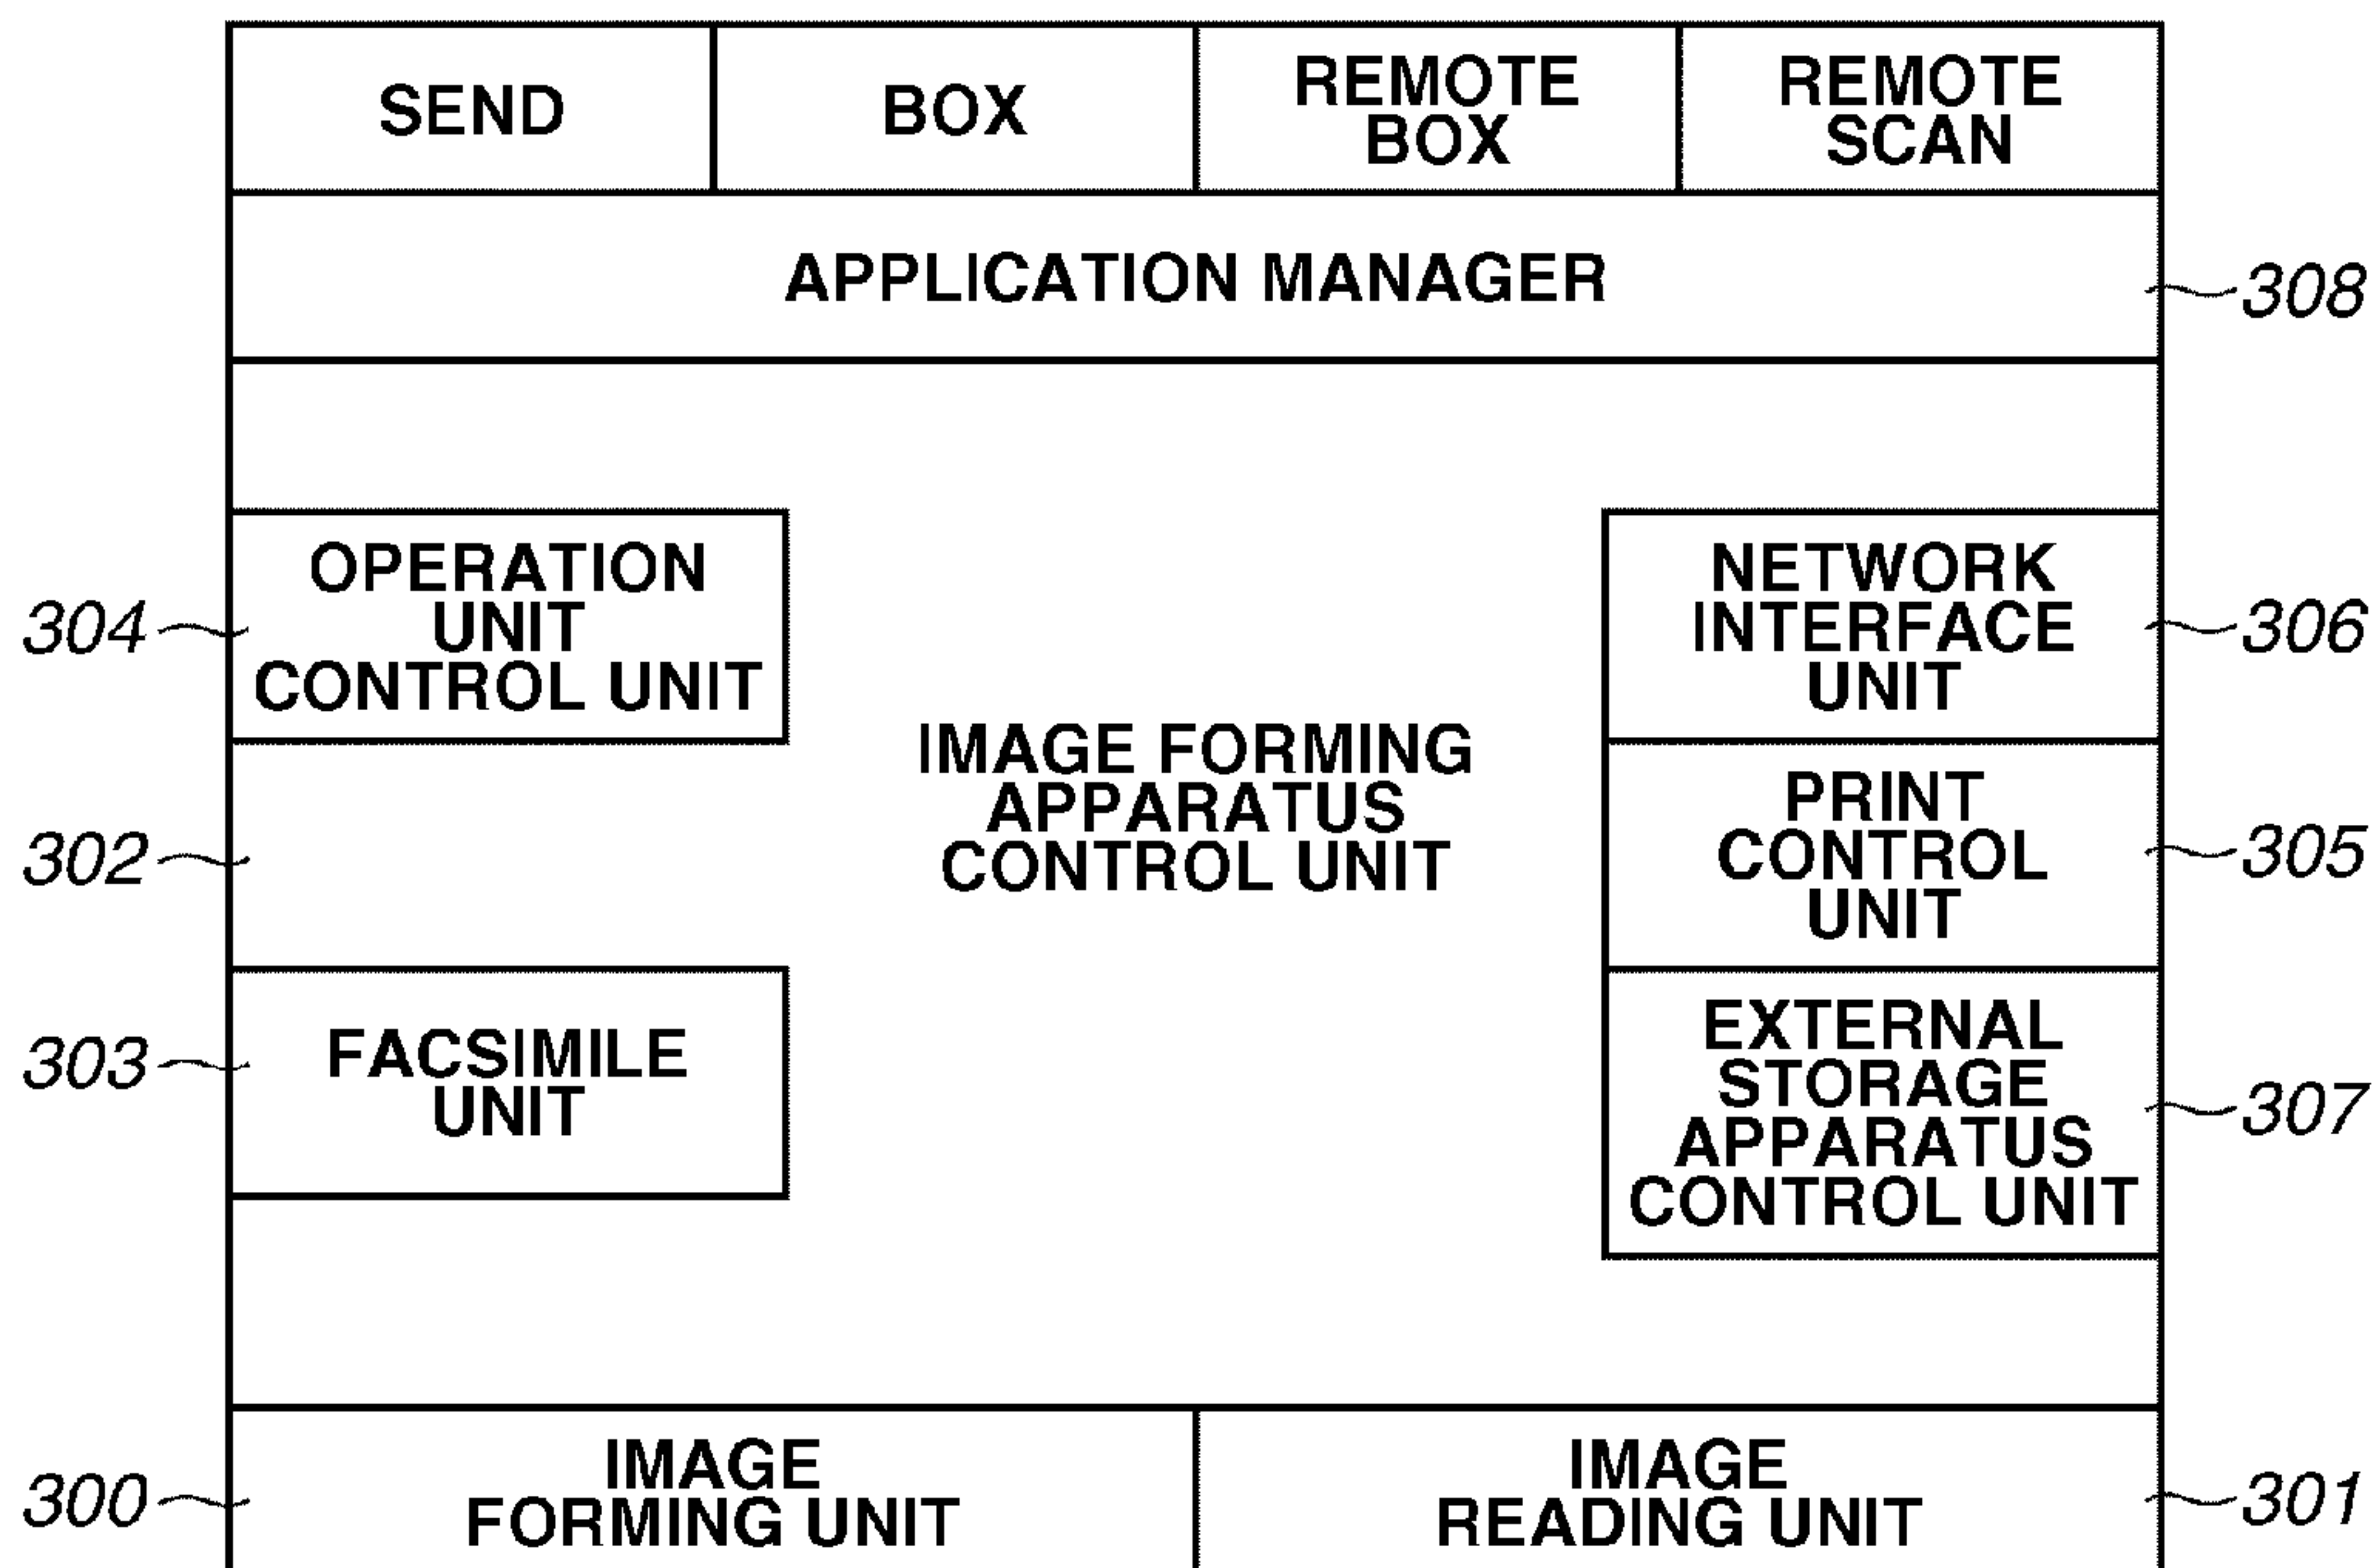 SEND
BOX
REMOTE
BOX
REMOTE
SCAN
APPLICATION MANAGER
308
304
OPERATION
UNIT
CONTROL UNIT
NETWORK
INTERFACE
UNIT
306
302
IMAGE FORMING
APPARATUS
CONTROL UNIT
PRINT
CONTROL
UNIT
305
303
FACSIMILE
UNIT
EXTERNAL
STORAGE
APPARATUS
CONTROL UNIT
307
300
IMAGE
FORMING UNIT
IMAGE
READING UNIT
301